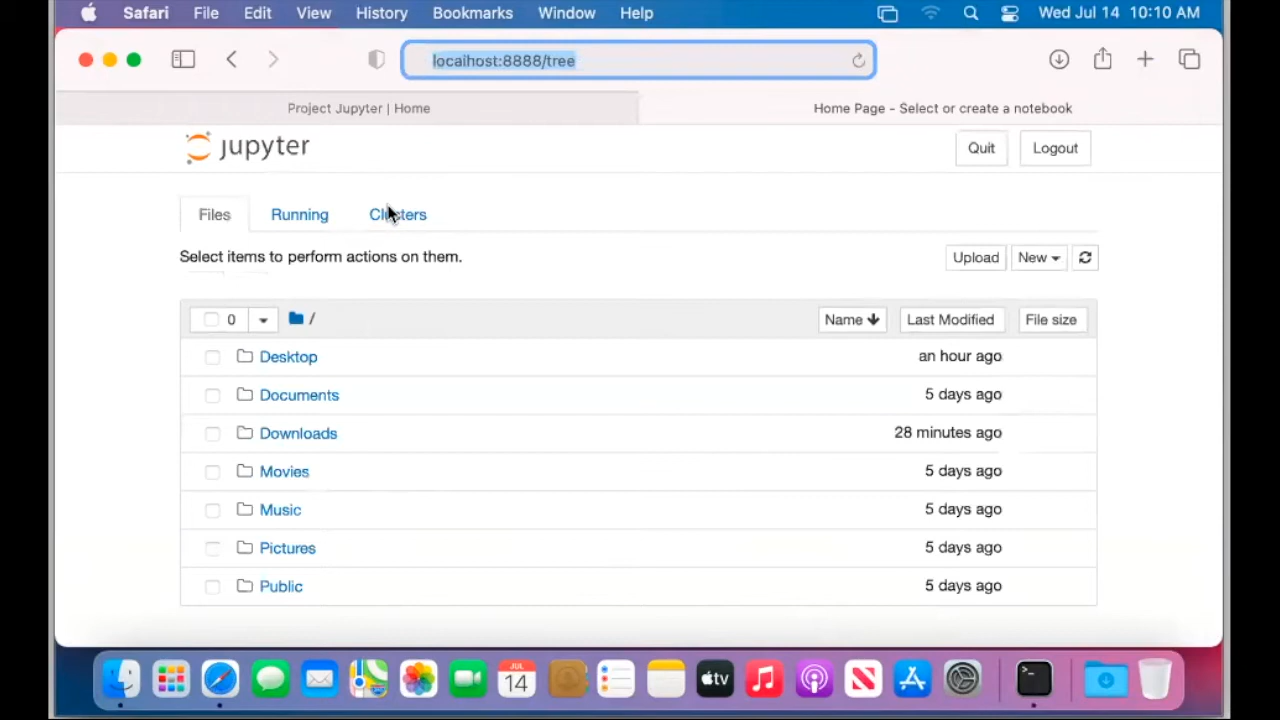 Safari File Edit View History Bookmarks Window Help Wed Jul 14 10:10 AM
localhost:8888/tree
Project Jupyter | Home Home Page - Select or create a notebook
jupyter Quit Logout
Files Running Clusters
Select items to perform actions on them. Upload New
0 / Name Last Modified File size
Desktop an hour ago
Documents 5 days ago
Downloads 28 minutes ago
Movies 5 days ago
Music 5 days ago
Pictures 5 days ago
Public 5 days ago
JUL
14 tv